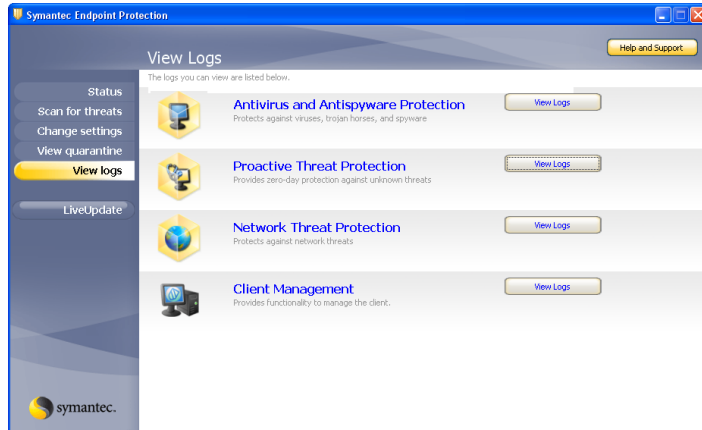 Symantec Endpoint Protection
View Logs
Help and Support
The logs you can view are listed below.
Status
Scan for threats
Change settings
View quarantine
View logs
LiveUpdate
Antivirus and Antispyware Protection
Protects against viruses, trojan horses, and spyware
View Logs
Proactive Threat Protection
Provides zero-day protection against unknown threats
View Logs
Network Threat Protection
Protects against network threats
View Logs
Client Management
Provides functionality to manage the client.
View Logs
symantec.